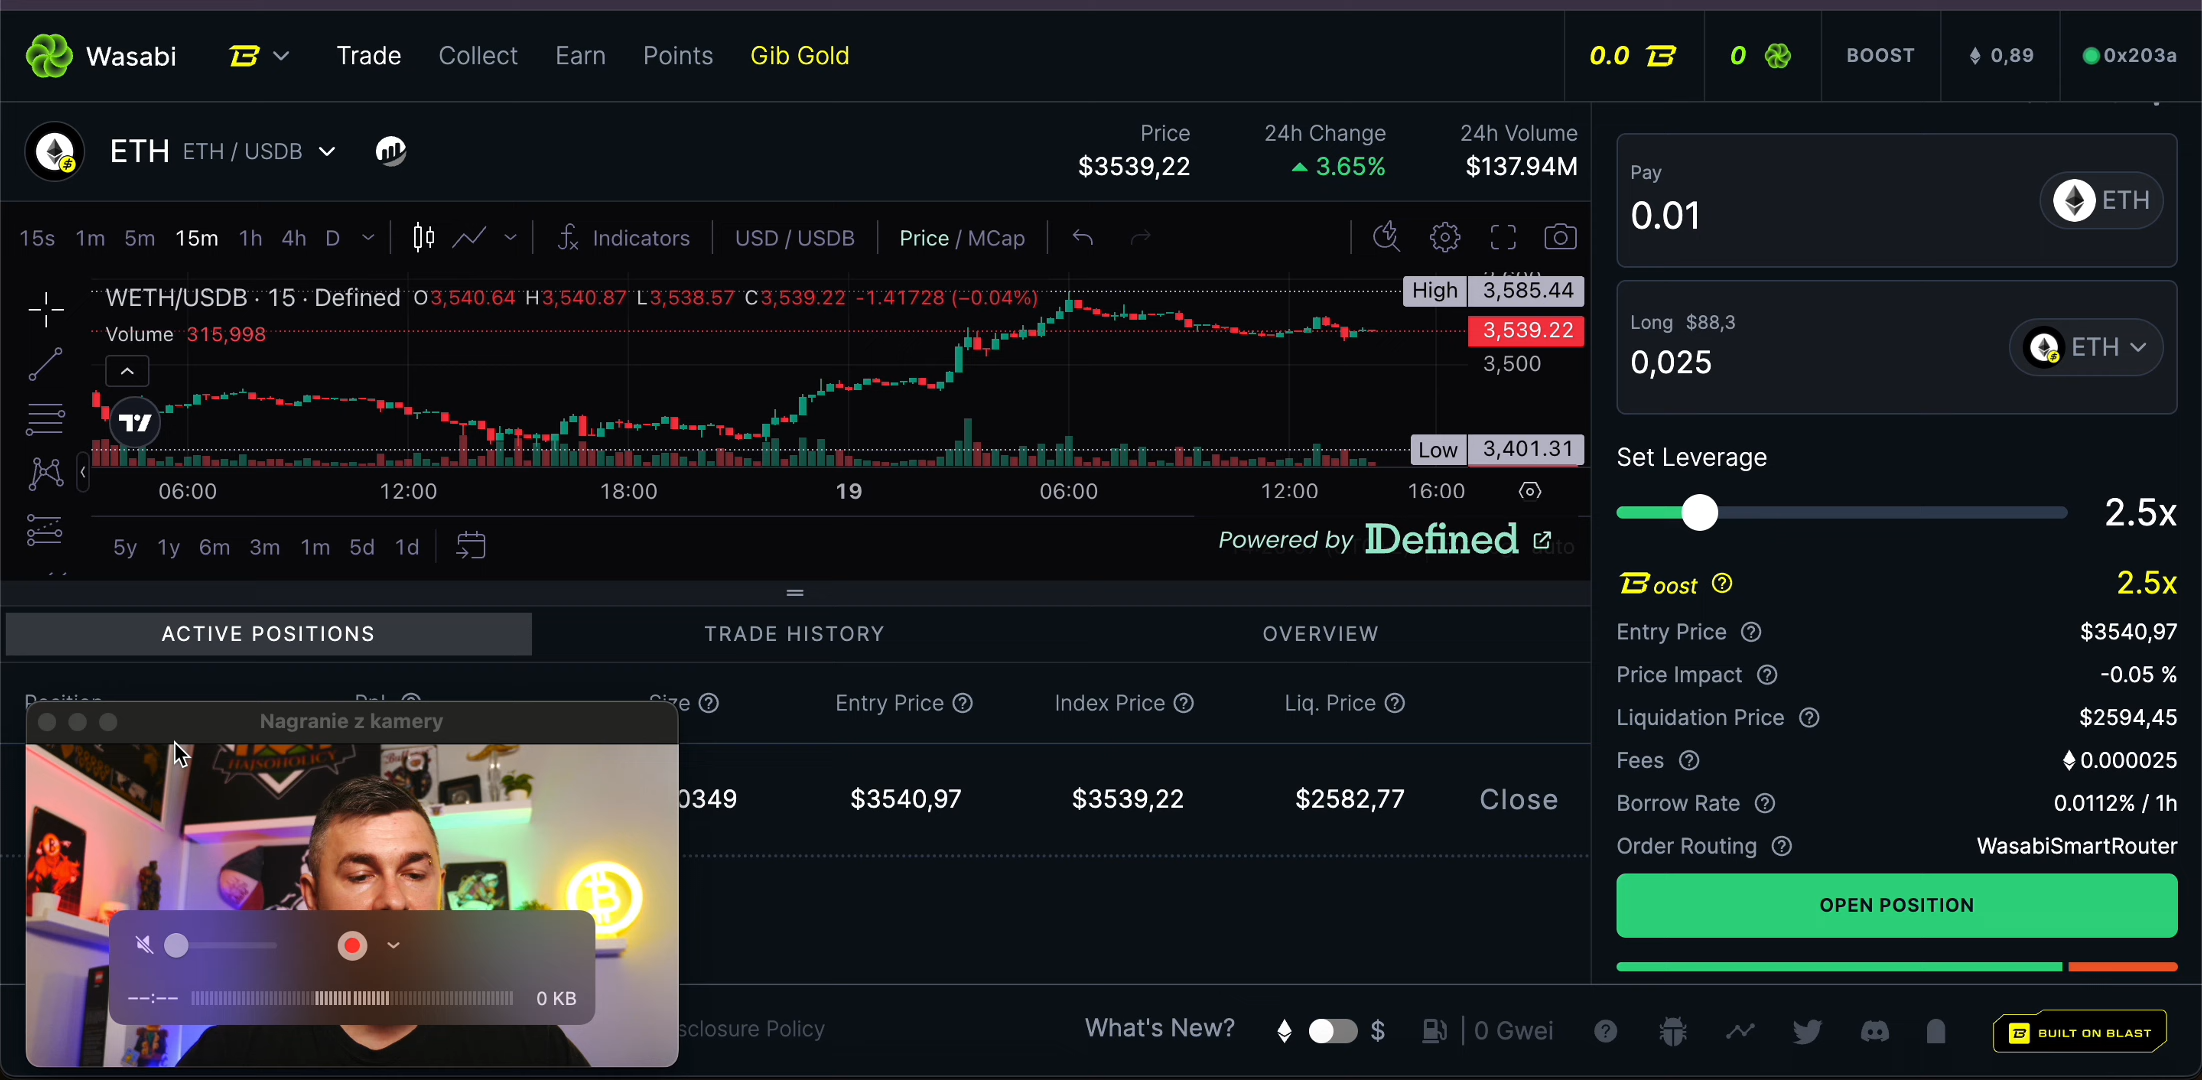 Wasabi
Trade
Collect
Earn
Points
Gib Gold
0.0
0
BOOST
0,89
0x203a
ETH
ETH / USDB
Price
$3539,22
24h Change
3.65%
24h Volume
$137.94M
15s 1m 5m 15m 1h 4h D
Indicators
USD / USDB
Price / MCap
WETH/USDB · 15 · Defined O3,540.64 H3,540.87 L3,538.57 C3,539.22 -1.41728 (−0.04%)
Volume 315,998
High 3,585.44
3,539.22
3,500
Low 3,401.31
06:00 12:00 18:00 19 06:00 12:00 16:00
5y 1y 6m 3m 1m 5d 1d
Powered by Defined
auto
ACTIVE POSITIONS
TRADE HISTORY
OVERVIEW
Position
Size
Entry Price
Index Price
Liq. Price
0349
$3540,97
$3539,22
$2582,77
Close
Nagranie z kamery
HAJSOHOLICY
--:--
0 KB
Pay
0.01
ETH
Long $88,3
0,025
ETH
Set Leverage
2.5x
Boost
2.5x
Entry Price
$3540,97
Price Impact
-0.05 %
Liquidation Price
$2594,45
Fees
0.000025
Borrow Rate
0.0112% / 1h
Order Routing
WasabiSmartRouter
OPEN POSITION
sclosure Policy
What's New?
$
0 Gwei
BUILT ON BLAST